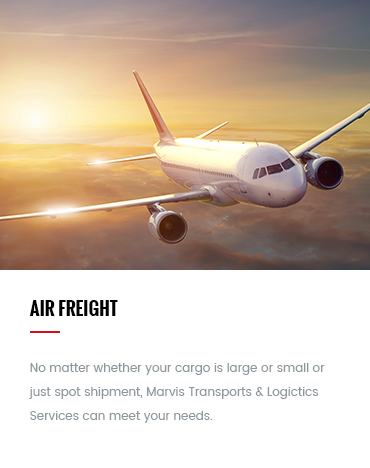 AIR FREIGHT
No matter whether your cargo is large or small or
just spot shipment, Marvis Transports & Logictics
Services can meet your needs.